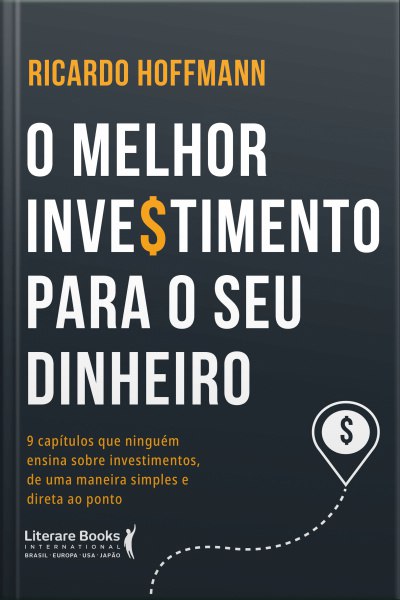 RICARDO HOFFMANN
O MELHOR
INVE$TIMENTO
PARA O SEU
DINHEIRO
9 capítulos que ninguém
ensina sobre investimentos,
de uma maneira simples e
direta ao ponto
$
Literare Books
INTERNATIONAL
BRASIL · EUROPA · USA · JAPÃO